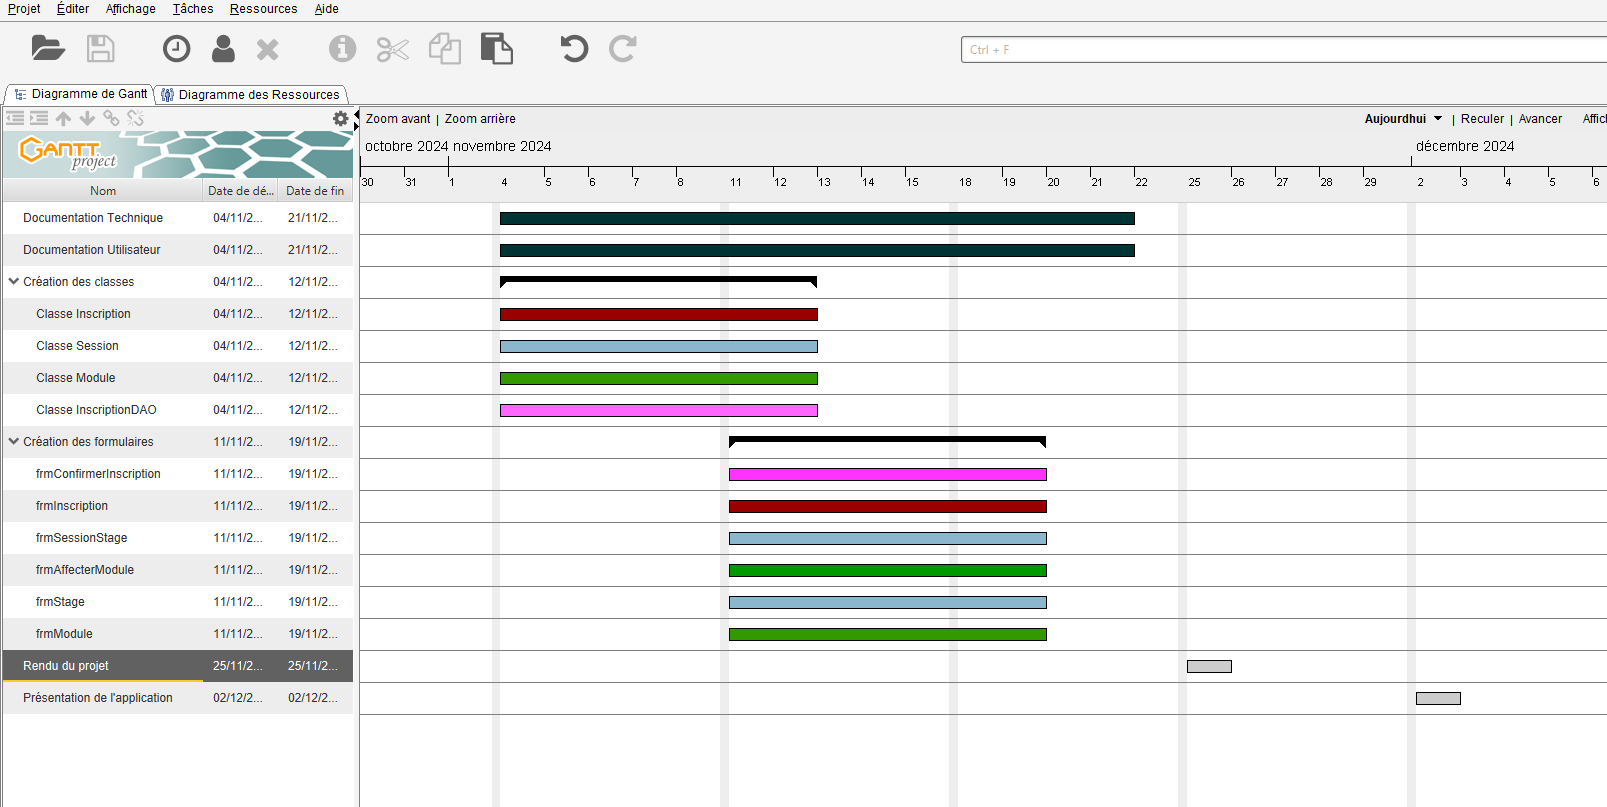 Projet Éditer Affichage Tâches Ressources Aide
Ctrl + F
Diagramme de Gantt Diagramme des Ressources
Zoom avant | Zoom arrière Aujourdhui | Reculer | Avancer Affic
GANTT project
octobre 2024 novembre 2024 décembre 2024
30 31 1 4 5 6 7 8 11 12 13 14 15 18 19 20 21 22 25 26 27 28 29 2 3 4 5 6
Nom Date de dé... Date de fin
Documentation Technique 04/11/2... 21/11/2...
Documentation Utilisateur 04/11/2... 21/11/2...
Création des classes 04/11/2... 12/11/2...
Classe Inscription 04/11/2... 12/11/2...
Classe Session 04/11/2... 12/11/2...
Classe Module 04/11/2... 12/11/2...
Classe InscriptionDAO 04/11/2... 12/11/2...
Création des formulaires 11/11/2... 19/11/2...
frmConfirmerInscription 11/11/2... 19/11/2...
frmInscription 11/11/2... 19/11/2...
frmSessionStage 11/11/2... 19/11/2...
frmAffecterModule 11/11/2... 19/11/2...
frmStage 11/11/2... 19/11/2...
frmModule 11/11/2... 19/11/2...
Rendu du projet 25/11/2... 25/11/2...
Présentation de l'application 02/12/2... 02/12/2...